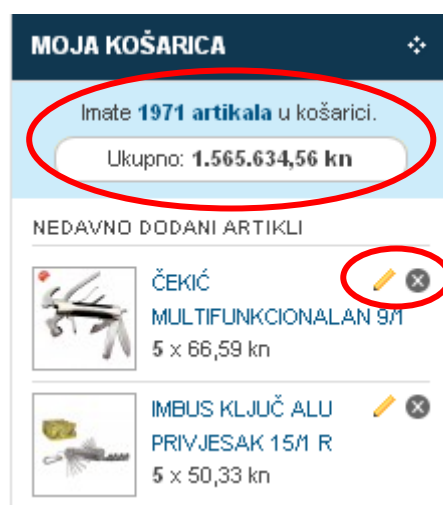 MOJA KOŠARICA
Imate 1971 artikala u košarici.
Ukupno: 1.565.634,56 kn
NEDAVNO DODANI ARTIKLI
ČEKIĆ
MULTIFUNKCIONALAN 9/1
5 x 66,59 kn
IMBUS KLJUČ ALU
PRIVJESAK 15/1 R
5 x 50,33 kn